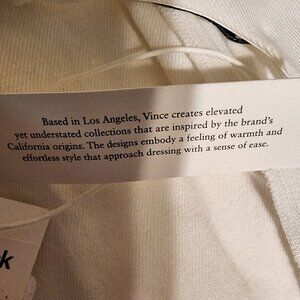 Based in Los Angeles, Vince creates elevated
yet understated collections that are inspired by the brand's
California origins. The designs embody a feeling of warmth and
effortless style that approach dressing with a sense of ease.
k